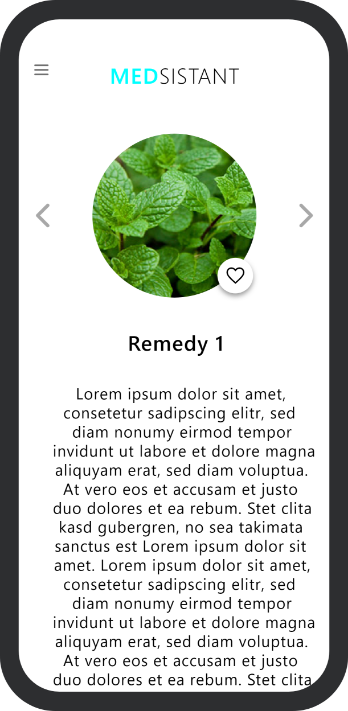 MEDSISTANT
Remedy 1
Lorem ipsum dolor sit amet,
consetetur sadipscing elitr, sed
diam nonumy eirmod tempor
invidunt ut labore et dolore magna
aliquyam erat, sed diam voluptua.
At vero eos et accusam et justo
duo dolores et ea rebum. Stet clita
kasd gubergren, no sea takimata
sanctus est Lorem ipsum dolor sit
amet. Lorem ipsum dolor sit amet,
consetetur sadipscing elitr, sed
diam nonumy eirmod tempor
invidunt ut labore et dolore magna
aliquyam erat, sed diam voluptua.
At vero eos et accusam et justo
duo dolores et ea rebum. Stet clita